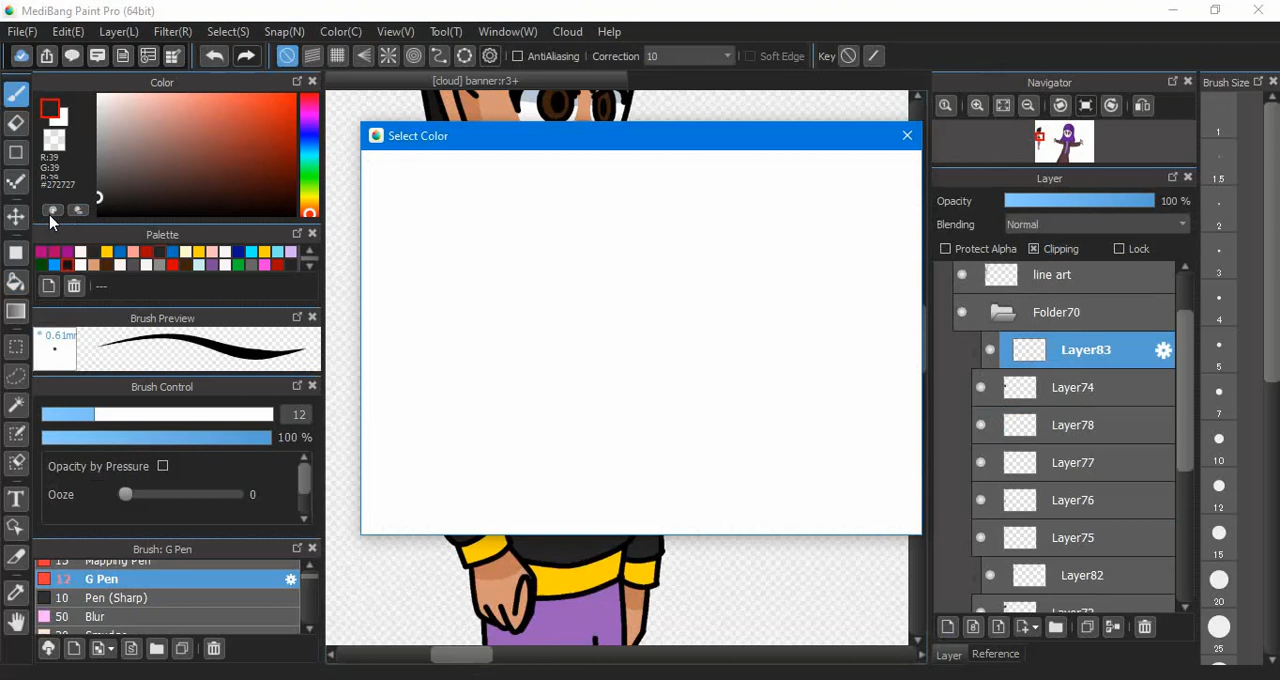 MediBang Paint Pro (64bit)
File(F) Edit(E) Layer(L) Filter(R) Select(S) Snap(N) Color(C) View(V) Tool(T) Window(W) Cloud Help
AntiAliasing Correction 10 Soft Edge Key
Color
R:39
G:39
B:39
#272727
Palette
---
Brush Preview
* 0.61mm
Brush Control
12
100 %
Opacity by Pressure
Ooze 0
Brush: G Pen
15 Mapping Pen
12 G Pen
10 Pen (Sharp)
50 Blur
Smudge
[cloud] banner:r3+
Select Color
Navigator
Layer
Opacity 100 %
Blending Normal
Protect Alpha Clipping Lock
line art
Folder70
Layer83
Layer74
Layer78
Layer77
Layer76
Layer75
Layer82
Layer Reference
Brush Size
1
1.5
2
3
4
5
7
10
12
15
20
25